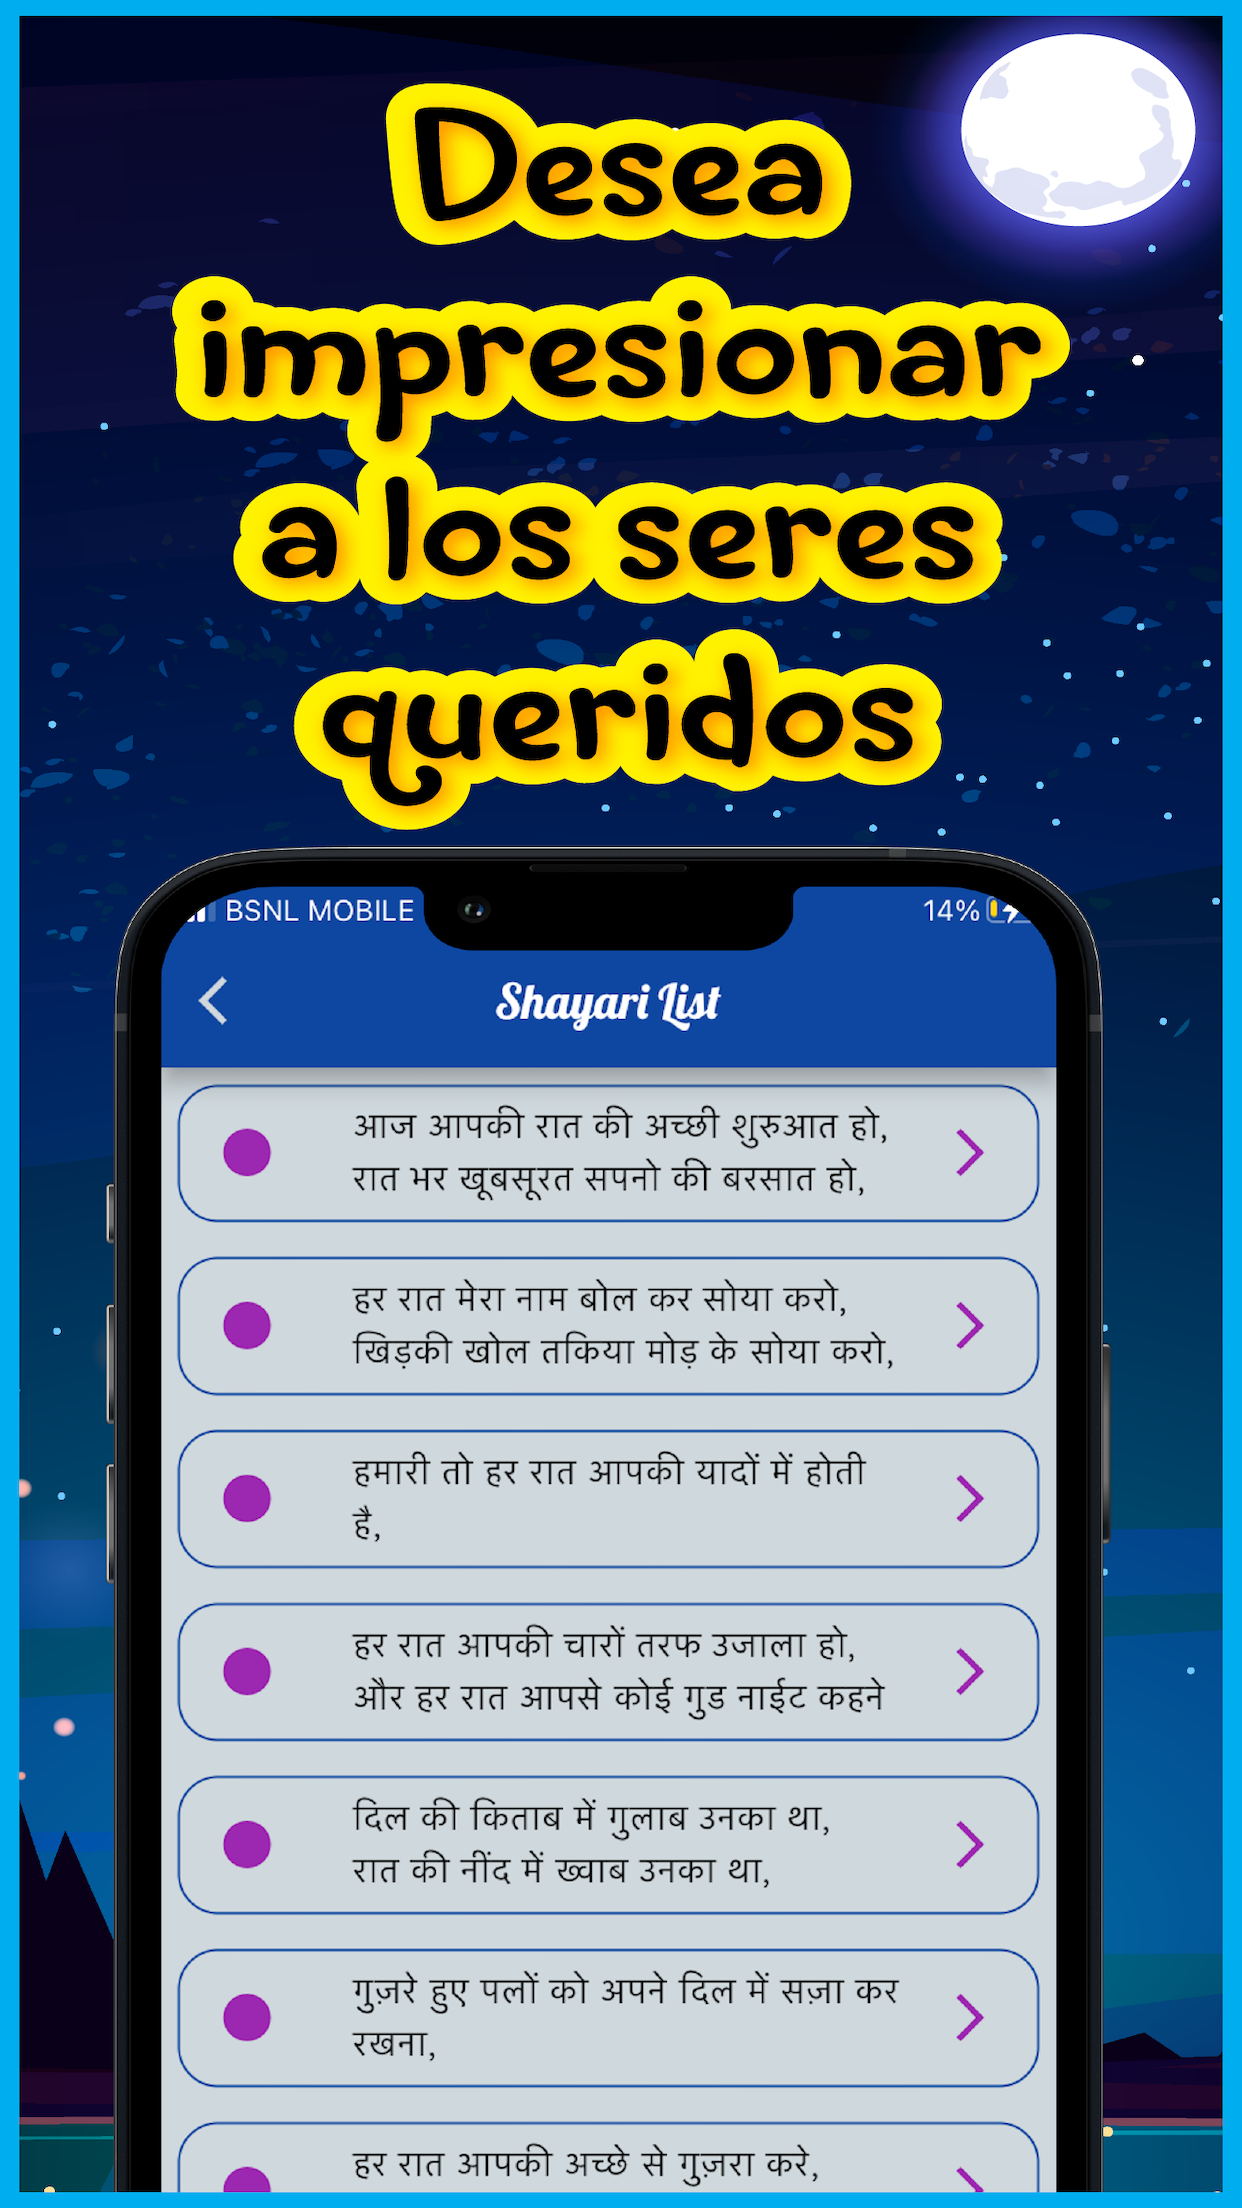 Desea
impresionar
a los seres
queridos
BSNL MOBILE
14%
Shayari List
आज आपकी रात की अच्छी शुरुआत हो,
रात भर खूबसूरत सपनो की बरसात हो,
हर रात मेरा नाम बोल कर सोया करो,
खिड़की खोल तकिया मोड़ के सोया करो,
हमारी तो हर रात आपकी यादों में होती
है,
हर रात आपकी चारों तरफ उजाला हो,
और हर रात आपसे कोई गुड नाईट कहने
दिल की किताब में गुलाब उनका था,
रात की नींद में ख्वाब उनका था,
गुज़रे हुए पलों को अपने दिल में सज़ा कर
रखना,
हर रात आपकी अच्छे से गुज़रा करे,